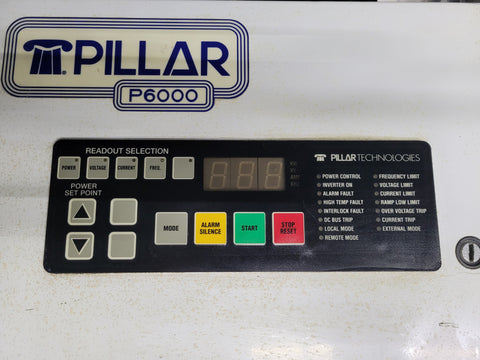 PILLAR
P6000
READOUT SELECTION
POWER VOLTAGE CURRENT FREQ.
POWER
SET POINT
MODE
ALARM
SILENCE
START
STOP
RESET
PILLAR TECHNOLOGIES
POWER CONTROL
INVERTER ON
ALARM FAULT
HIGH TEMP FAULT
INTERLOCK FAULT
DC BUS TRIP
LOCAL MODE
REMOTE MODE
FREQUENCY LIMIT
VOLTAGE LIMIT
CURRENT LIMIT
RAMP LOW LIMIT
OVER VOLTAGE TRIP
CURRENT TRIP
EXTERNAL MODE